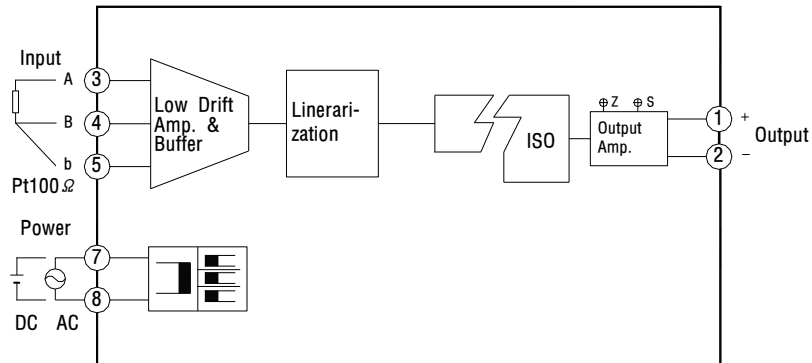 Input
A
3
B
4
b
5
Pt100Ω
Low Drift
Amp. &
Buffer
Linerari-
zation
ISO
Z S
Output
Amp.
1
+
2
−
Output
Power
7
8
DC AC